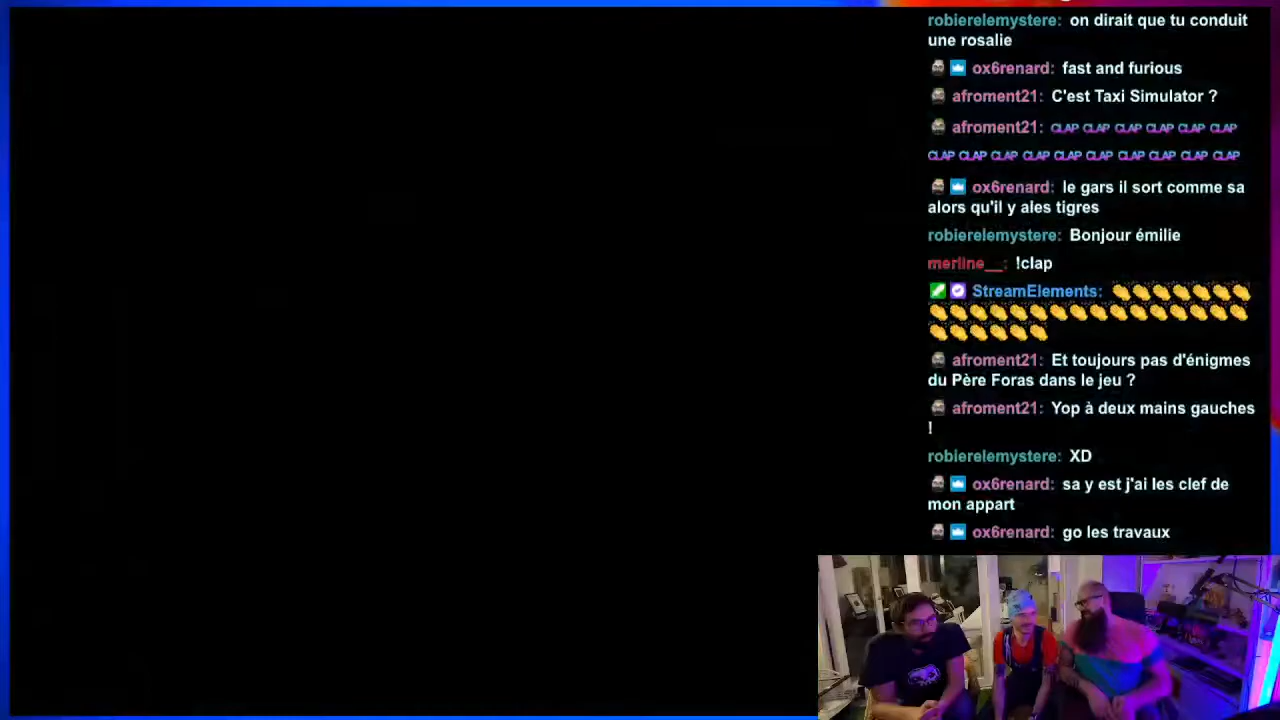 robierelemystere: on dirait que tu conduit
une rosalie
ox6renard: fast and furious
afroment21: C'est Taxi Simulator ?
afroment21: CLAP CLAP CLAP CLAP CLAP CLAP
CLAP CLAP CLAP CLAP CLAP CLAP CLAP CLAP CLAP CLAP
ox6renard: le gars il sort comme sa
alors qu'il y ales tigres
robierelemystere: Bonjour émilie
merline__: !clap
StreamElements:
afroment21: Et toujours pas d'énigmes
du Père Foras dans le jeu ?
afroment21: Yop à deux mains gauches
!
robierelemystere: XD
ox6renard: sa y est j'ai les clef de
mon appart
ox6renard: go les travaux